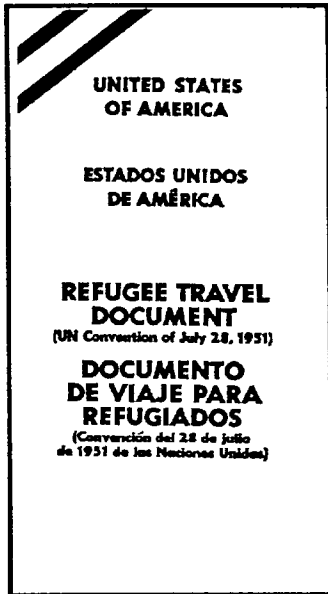 UNITED STATES
OF AMERICA
ESTADOS UNIDOS
DE AMÉRICA
REFUGEE TRAVEL
DOCUMENT
(UN Convention of July 28, 1951)
DOCUMENTO
DE VIAJE PARA
REFUGIADOS
(Convención del 28 de julio
de 1951 de las Naciones Unidas)